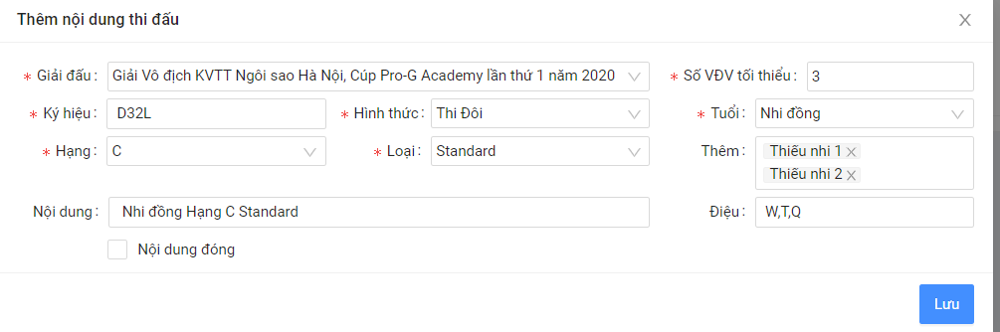 Thêm nội dung thi đấu
* Giải đấu : Giải Vô địch KVTT Ngôi sao Hà Nội, Cúp Pro-G Academy lần thứ 1 năm 2020 * Số VĐV tối thiểu : 3
* Ký hiệu : D32L * Hình thức : Thi Đôi * Tuổi : Nhi đồng
* Hạng : C * Loại : Standard Thêm : Thiếu nhi 1
Thiếu nhi 2
Nội dung : Nhi đồng Hạng C Standard Điệu : W,T,Q
Nội dung đóng
Lưu